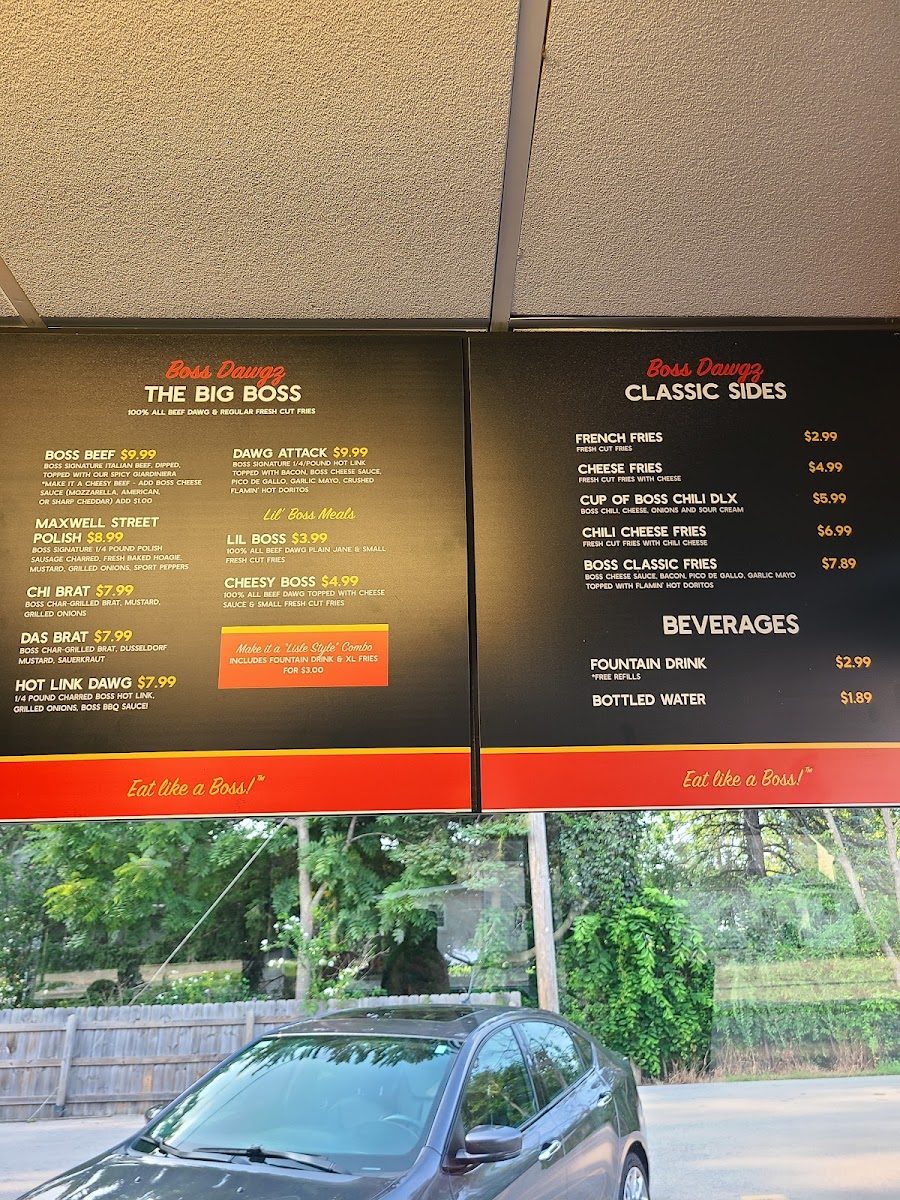 Boss Dawgz
THE BIG BOSS
100% ALL BEEF DAWG & REGULAR FRESH CUT FRIES
BOSS BEEF $9.99
BOSS SIGNATURE ITALIAN BEEF, DIPPED,
TOPPED WITH OUR SPICY GIARDINIERA
*MAKE IT A CHEESY BEEF - ADD BOSS CHEESE
SAUCE (MOZZARELLA, AMERICAN,
OR SHARP CHEDDAR) ADD $1.00
MAXWELL STREET
POLISH $8.99
BOSS SIGNATURE 1/4 POUND POLISH
SAUSAGE CHARRED, FRESH BAKED HOAGIE,
MUSTARD, GRILLED ONIONS, SPORT PEPPERS
CHI BRAT $7.99
BOSS CHAR-GRILLED BRAT, MUSTARD,
GRILLED ONIONS
DAS BRAT $7.99
BOSS CHAR-GRILLED BRAT, DUSSELDORF
MUSTARD, SAUERKRAUT
HOT LINK DAWG $7.99
1/4 POUND CHARRED BOSS HOT LINK,
GRILLED ONIONS, BOSS BBQ SAUCE!
DAWG ATTACK $9.99
BOSS SIGNATURE 1/4/POUND HOT LINK
TOPPED WITH BACON, BOSS CHEESE SAUCE,
PICO DE GALLO, GARLIC MAYO, CRUSHED
FLAMIN' HOT DORITOS
Lil' Boss Meals
LIL BOSS $3.99
100% ALL BEEF DAWG PLAIN JANE & SMALL
FRESH CUT FRIES
CHEESY BOSS $4.99
100% ALL BEEF DAWG TOPPED WITH CHEESE
SAUCE & SMALL FRESH CUT FRIES
Make it a "Lisle Style" Combo
INCLUDES FOUNTAIN DRINK & XL FRIES
FOR $3.00
Eat like a Boss!™
Boss Dawgz
CLASSIC SIDES
FRENCH FRIES $2.99
FRESH CUT FRIES
CHEESE FRIES $4.99
FRESH CUT FRIES WITH CHEESE
CUP OF BOSS CHILI DLX $5.99
BOSS CHILI, CHEESE, ONIONS AND SOUR CREAM
CHILI CHEESE FRIES $6.99
FRESH CUT FRIES WITH CHILI CHEESE
BOSS CLASSIC FRIES $7.89
BOSS CHEESE SAUCE, BACON, PICO DE GALLO, GARLIC MAYO
TOPPED WITH FLAMIN' HOT DORITOS
BEVERAGES
FOUNTAIN DRINK $2.99
*FREE REFILLS
BOTTLED WATER $1.89
Eat like a Boss!™